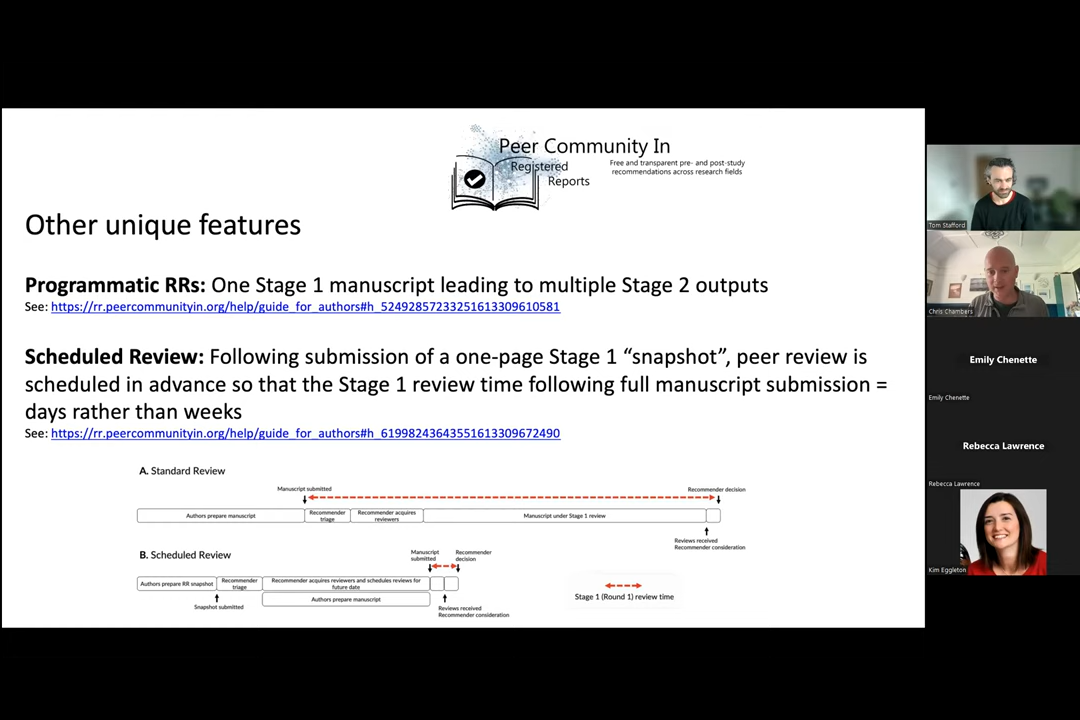 Peer Community In
Registered
Reports
Free and transparent pre- and post-study
recommendations across research fields
Other unique features
Programmatic RRs: One Stage 1 manuscript leading to multiple Stage 2 outputs
See: https://rr.peercommunityin.org/help/guide_for_authors#h_52492857233251613309610581
Scheduled Review: Following submission of a one-page Stage 1 “snapshot”, peer review is
scheduled in advance so that the Stage 1 review time following full manuscript submission =
days rather than weeks
See: https://rr.peercommunityin.org/help/guide_for_authors#h_61998243643551613309672490
A. Standard Review
Manuscript submitted
Recommender decision
Authors prepare manuscript
Recommender
triage
Recommender acquires
reviewers
Manuscript under Stage 1 review
Reviews received
Recommender consideration
B. Scheduled Review
Manuscript
submitted
Recommender
decision
Authors prepare RR snapshot
Recommender
triage
Recommender acquires reviewers and schedules reviews for
future date
Authors prepare manuscript
Snapshot submitted
Reviews received
Recommender consideration
Stage 1 (Round 1) review time
Tom Stafford
Chris Chambers
Emily Chenette
Emily Chenette
Rebecca Lawrence
Rebecca Lawrence
Kim Eggleton